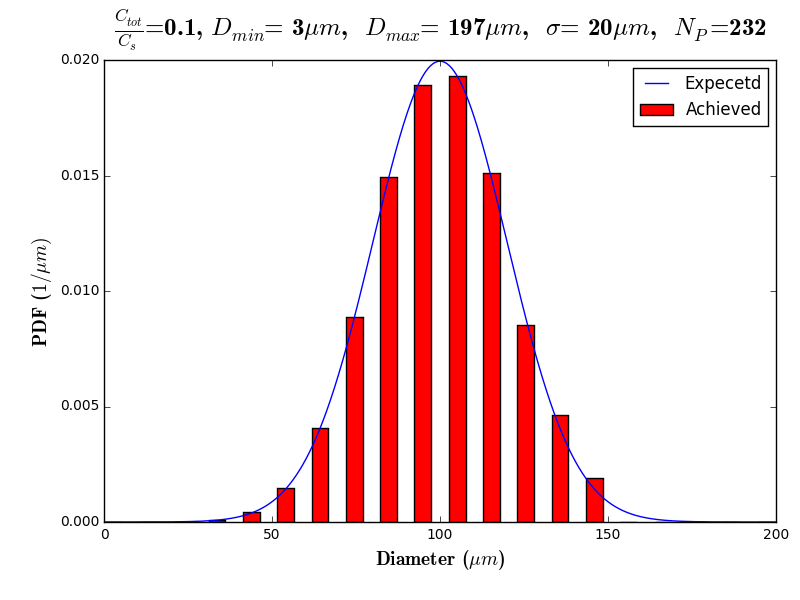 C_tot/C_s=0.1, D_min= 3μm, D_max= 197μm, σ= 20μm, N_P=232
Expecetd
Achieved
0.020
0.015
0.010
0.005
0.000
PDF (1/μm)
0 50 100 150 200
Diameter (μm)